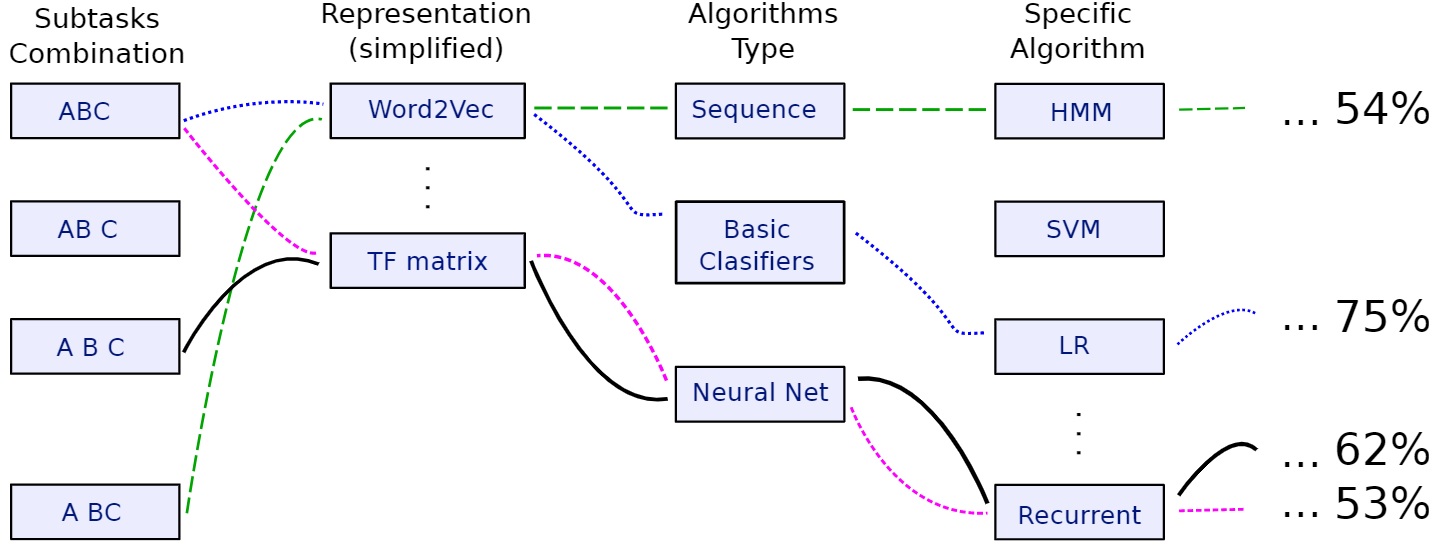 Subtasks
Combination
Representation
(simplified)
Algorithms
Type
Specific
Algorithm
ABC
Word2Vec
Sequence
HMM
... 54%
AB C
TF matrix
Basic
Clasifiers
SVM
A B C
Neural Net
LR
... 75%
... 62%
A BC
Recurrent
... 53%